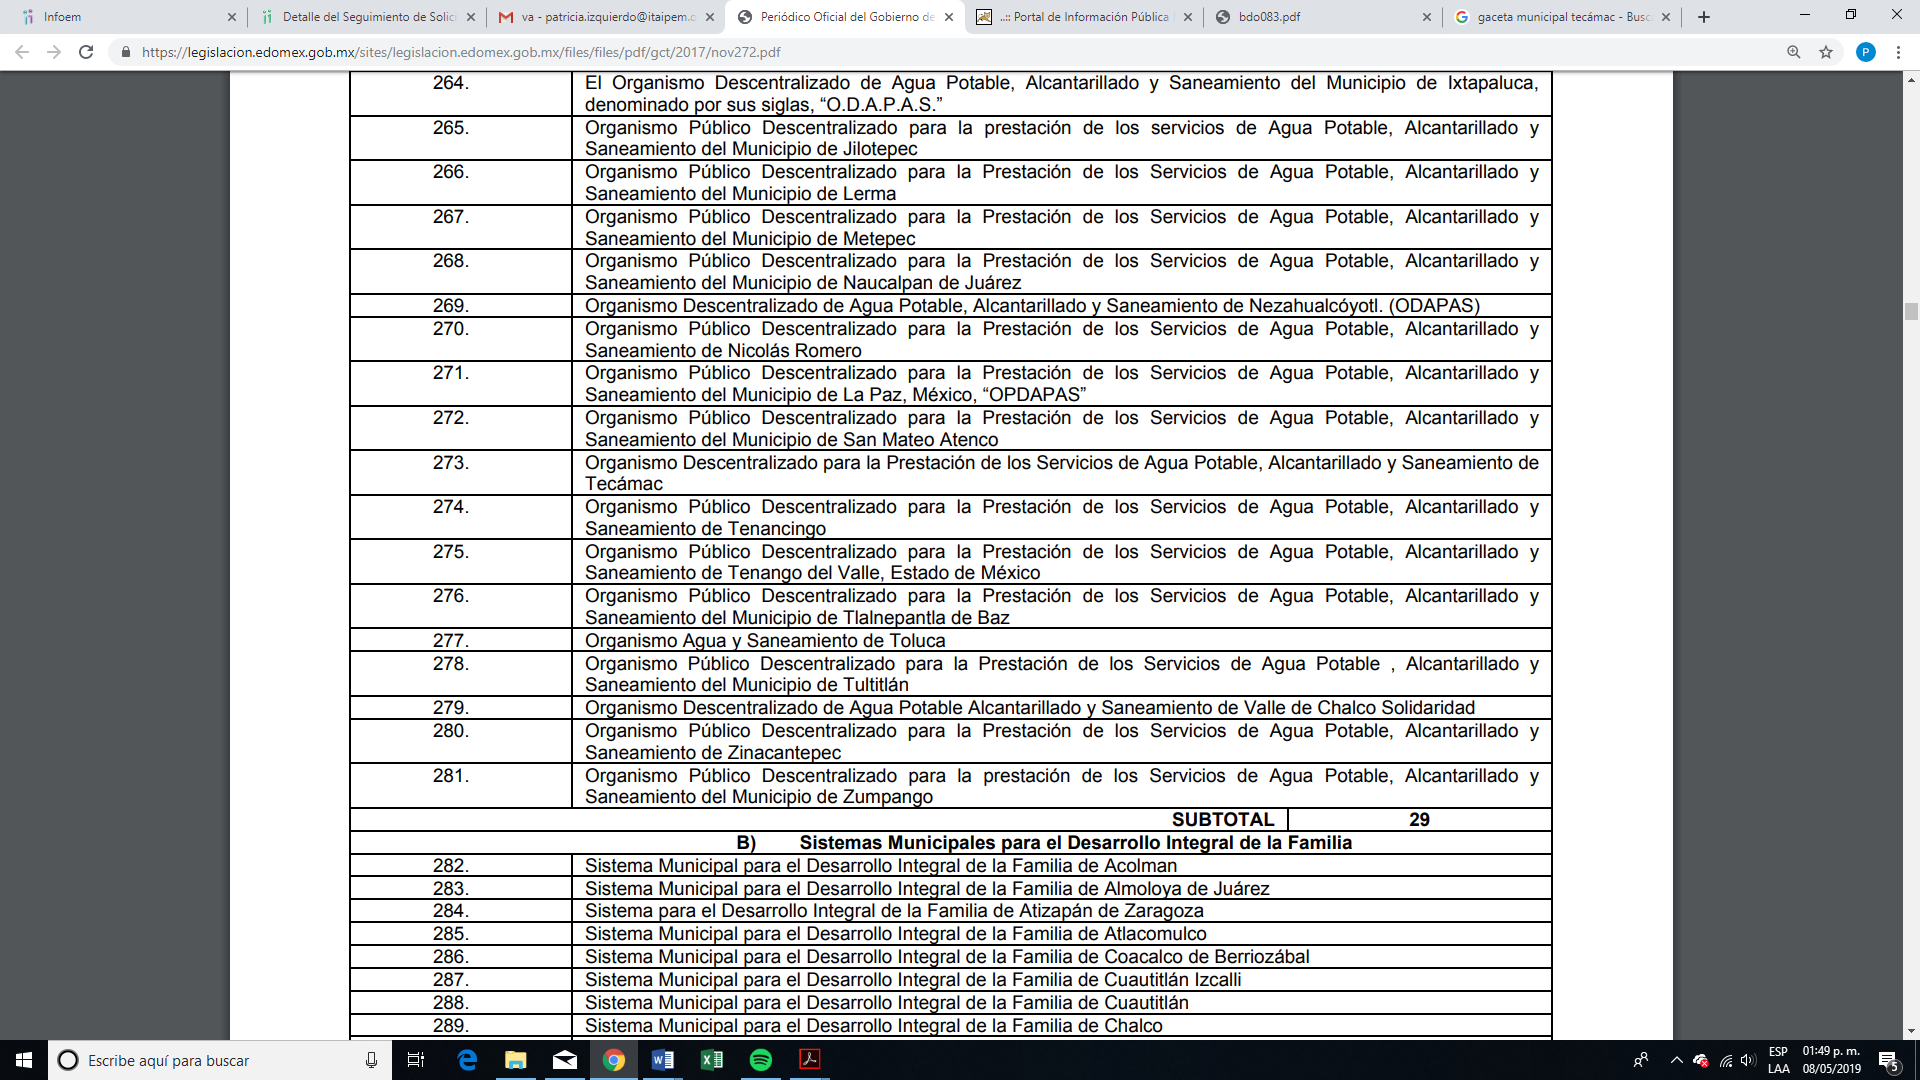 Infoem
Detalle del Seguimiento de Solici
va - patricia.izquierdo@itaipem.o
Periódico Oficial del Gobierno de
..:: Portal de Información Pública
bdo083.pdf
gaceta municipal tecámac - Busc
https://legislacion.edomex.gob.mx/sites/legislacion.edomex.gob.mx/files/files/pdf/gct/2017/nov272.pdf
P
264. El Organismo Descentralizado de Agua Potable, Alcantarillado y Saneamiento del Municipio de Ixtapaluca,
denominado por sus siglas, “O.D.A.P.A.S.”
265. Organismo Público Descentralizado para la prestación de los servicios de Agua Potable, Alcantarillado y
Saneamiento del Municipio de Jilotepec
266. Organismo Público Descentralizado para la Prestación de los Servicios de Agua Potable, Alcantarillado y
Saneamiento del Municipio de Lerma
267. Organismo Público Descentralizado para la Prestación de los Servicios de Agua Potable, Alcantarillado y
Saneamiento del Municipio de Metepec
268. Organismo Público Descentralizado para la Prestación de los Servicios de Agua Potable, Alcantarillado y
Saneamiento del Municipio de Naucalpan de Juárez
269. Organismo Descentralizado de Agua Potable, Alcantarillado y Saneamiento de Nezahualcóyotl. (ODAPAS)
270. Organismo Público Descentralizado para la Prestación de los Servicios de Agua Potable, Alcantarillado y
Saneamiento de Nicolás Romero
271. Organismo Público Descentralizado para la Prestación de los Servicios de Agua Potable, Alcantarillado y
Saneamiento del Municipio de La Paz, México, “OPDAPAS”
272. Organismo Público Descentralizado para la Prestación de los Servicios de Agua Potable, Alcantarillado y
Saneamiento del Municipio de San Mateo Atenco
273. Organismo Descentralizado para la Prestación de los Servicios de Agua Potable, Alcantarillado y Saneamiento de
Tecámac
274. Organismo Público Descentralizado para la Prestación de los Servicios de Agua Potable, Alcantarillado y
Saneamiento de Tenancingo
275. Organismo Público Descentralizado para la Prestación de los Servicios de Agua Potable, Alcantarillado y
Saneamiento de Tenango del Valle, Estado de México
276. Organismo Público Descentralizado para la Prestación de los Servicios de Agua Potable, Alcantarillado y
Saneamiento del Municipio de Tlalnepantla de Baz
277. Organismo Agua y Saneamiento de Toluca
278. Organismo Público Descentralizado para la Prestación de los Servicios de Agua Potable , Alcantarillado y
Saneamiento del Municipio de Tultitlán
279. Organismo Descentralizado de Agua Potable Alcantarillado y Saneamiento de Valle de Chalco Solidaridad
280. Organismo Público Descentralizado para la Prestación de los Servicios de Agua Potable, Alcantarillado y
Saneamiento de Zinacantepec
281. Organismo Público Descentralizado para la prestación de los Servicios de Agua Potable, Alcantarillado y
Saneamiento del Municipio de Zumpango
SUBTOTAL 29
B) Sistemas Municipales para el Desarrollo Integral de la Familia
282. Sistema Municipal para el Desarrollo Integral de la Familia de Acolman
283. Sistema Municipal para el Desarrollo Integral de la Familia de Almoloya de Juárez
284. Sistema para el Desarrollo Integral de la Familia de Atizapán de Zaragoza
285. Sistema Municipal para el Desarrollo Integral de la Familia de Atlacomulco
286. Sistema Municipal para el Desarrollo Integral de la Familia de Coacalco de Berriozábal
287. Sistema Municipal para el Desarrollo Integral de la Familia de Cuautitlán Izcalli
288. Sistema Municipal para el Desarrollo Integral de la Familia de Cuautitlán
289. Sistema Municipal para el Desarrollo Integral de la Familia de Chalco
Escribe aquí para buscar
ESP
LAA
01:49 p. m.
08/05/2019
5